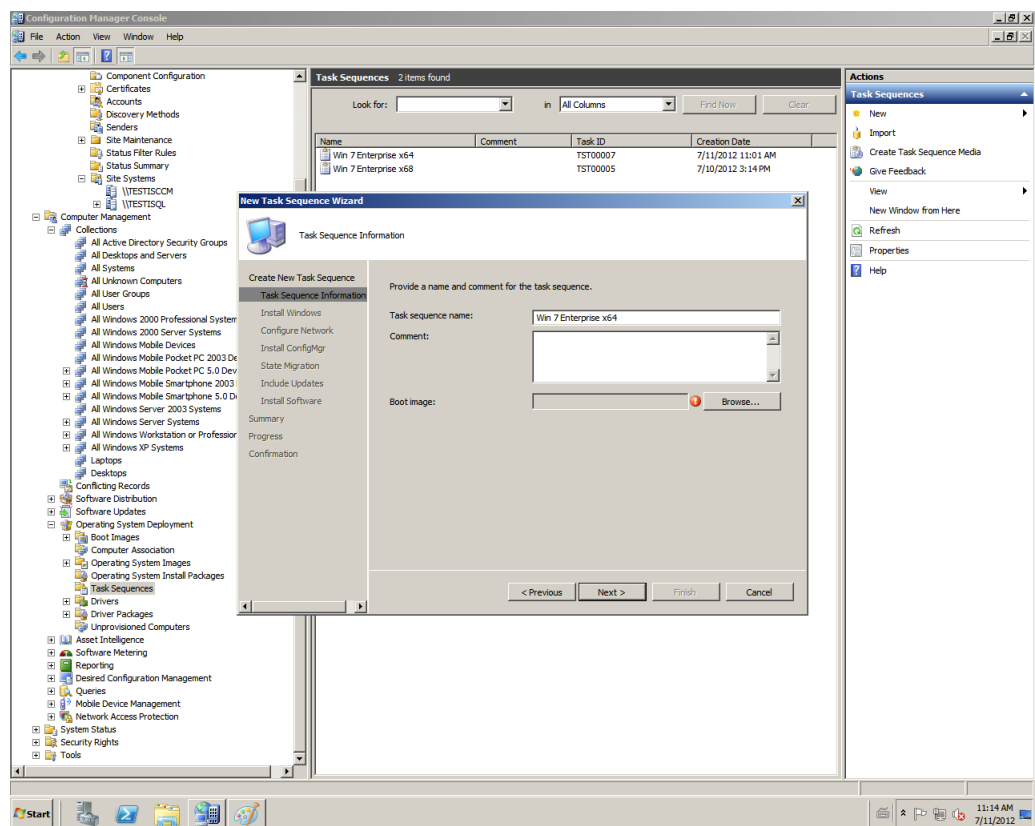 Configuration Manager Console
File Action View Window Help
Component Configuration
Certificates
Accounts
Discovery Methods
Senders
Site Maintenance
Status Filter Rules
Status Summary
Site Systems
\\TESTISCCM
\\TESTISQL
Computer Management
Collections
All Active Directory Security Groups
All Desktops and Servers
All Systems
All Unknown Computers
All User Groups
All Users
All Windows 2000 Professional System
All Windows 2000 Server Systems
All Windows Mobile Devices
All Windows Mobile Pocket PC 2003 De
All Windows Mobile Pocket PC 5.0 Dev
All Windows Mobile Smartphone 2003
All Windows Mobile Smartphone 5.0 D
All Windows Server 2003 Systems
All Windows Server Systems
All Windows Workstation or Profession
All Windows XP Systems
Laptops
Desktops
Conflicting Records
Software Distribution
Software Updates
Operating System Deployment
Boot Images
Computer Association
Operating System Images
Operating System Install Packages
Task Sequences
Drivers
Driver Packages
Unprovisioned Computers
Asset Intelligence
Software Metering
Reporting
Desired Configuration Management
Queries
Mobile Device Management
Network Access Protection
System Status
Security Rights
Tools
Task Sequences 2 items found
Look for: in All Columns Find Now Clear
Name Comment Task ID Creation Date
Win 7 Enterprise x64 TST00007 7/11/2012 11:01 AM
Win 7 Enterprise x68 TST00005 7/10/2012 3:14 PM
New Task Sequence Wizard
Task Sequence Information
Create New Task Sequence
Task Sequence Information
Install Windows
Configure Network
Install ConfigMgr
State Migration
Include Updates
Install Software
Summary
Progress
Confirmation
Provide a name and comment for the task sequence.
Task sequence name: Win 7 Enterprise x64
Comment:
Boot image: Browse...
< Previous Next > Finish Cancel
Actions
Task Sequences
New
Import
Create Task Sequence Media
Give Feedback
View
New Window from Here
Refresh
Properties
Help
Start
11:14 AM
7/11/2012